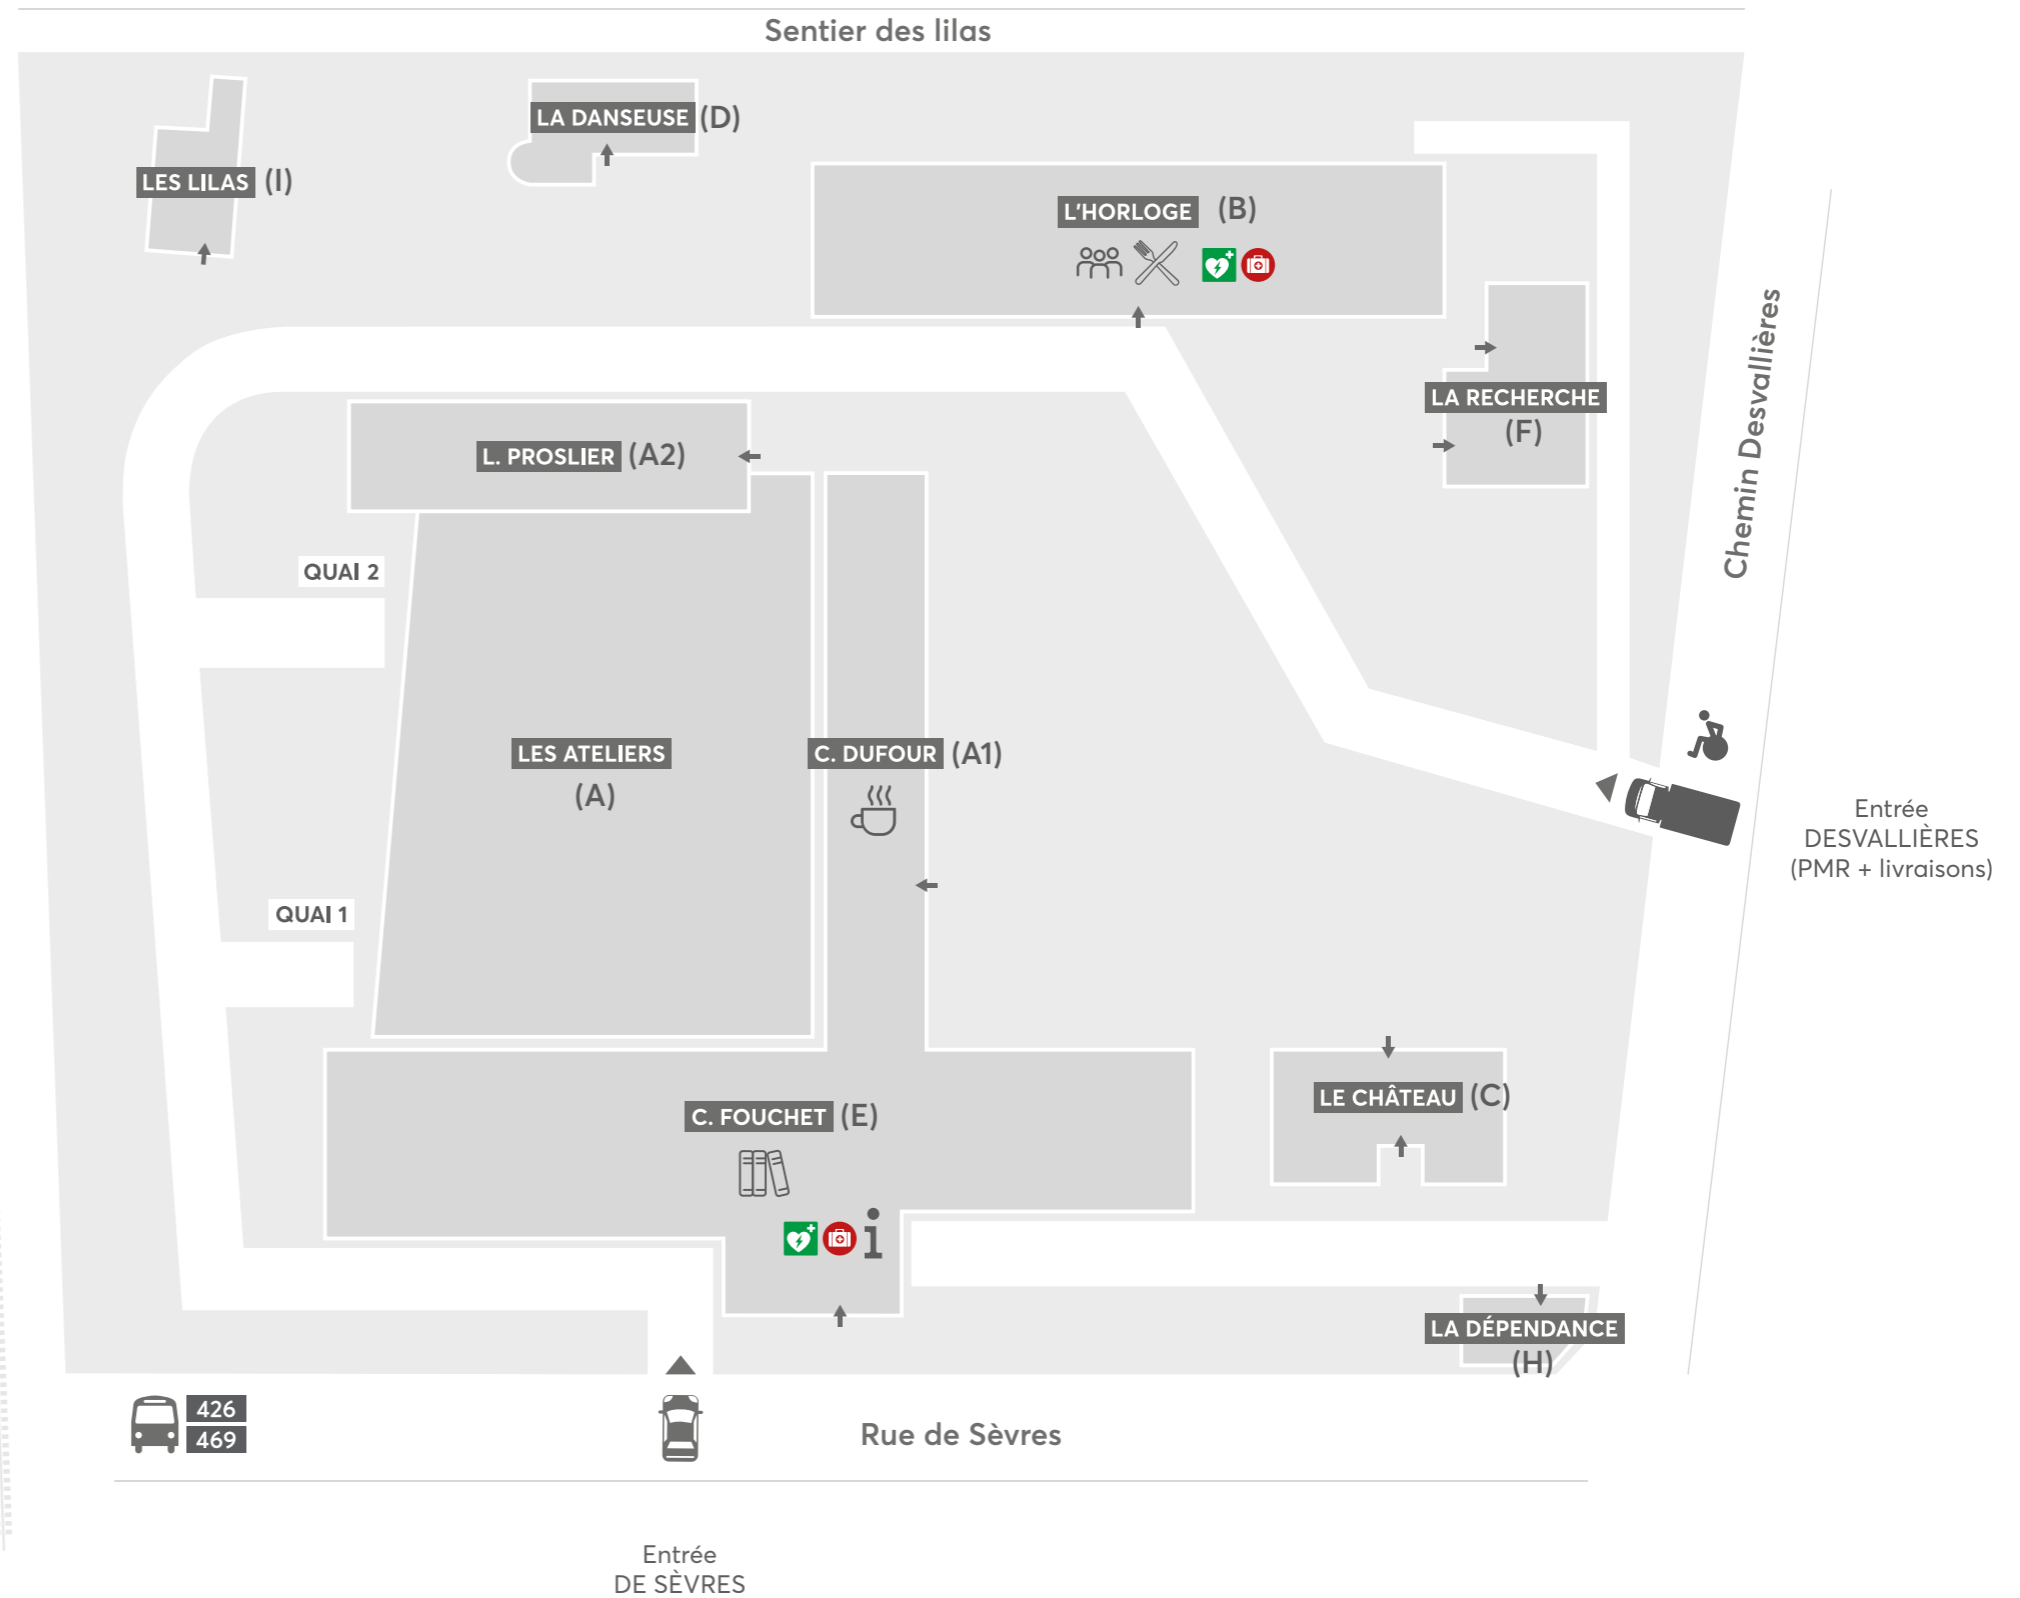 Sentier des lilas
LA DANSEUSE (D)
LES LILAS (I)
L'HORLOGE (B)
Chemin Desvallières
LA RECHERCHE
(F)
L. PROSLIER (A2)
QUAI 2
LES ATELIERS
(A)
C. DUFOUR (A1)
Entrée
DESVALLIÈRES
(PMR + livraisons)
QUAI 1
LE CHÂTEAU (C)
C. FOUCHET (E)
i
LA DÉPENDANCE
(H)
426
469
Rue de Sèvres
Entrée
DE SÈVRES